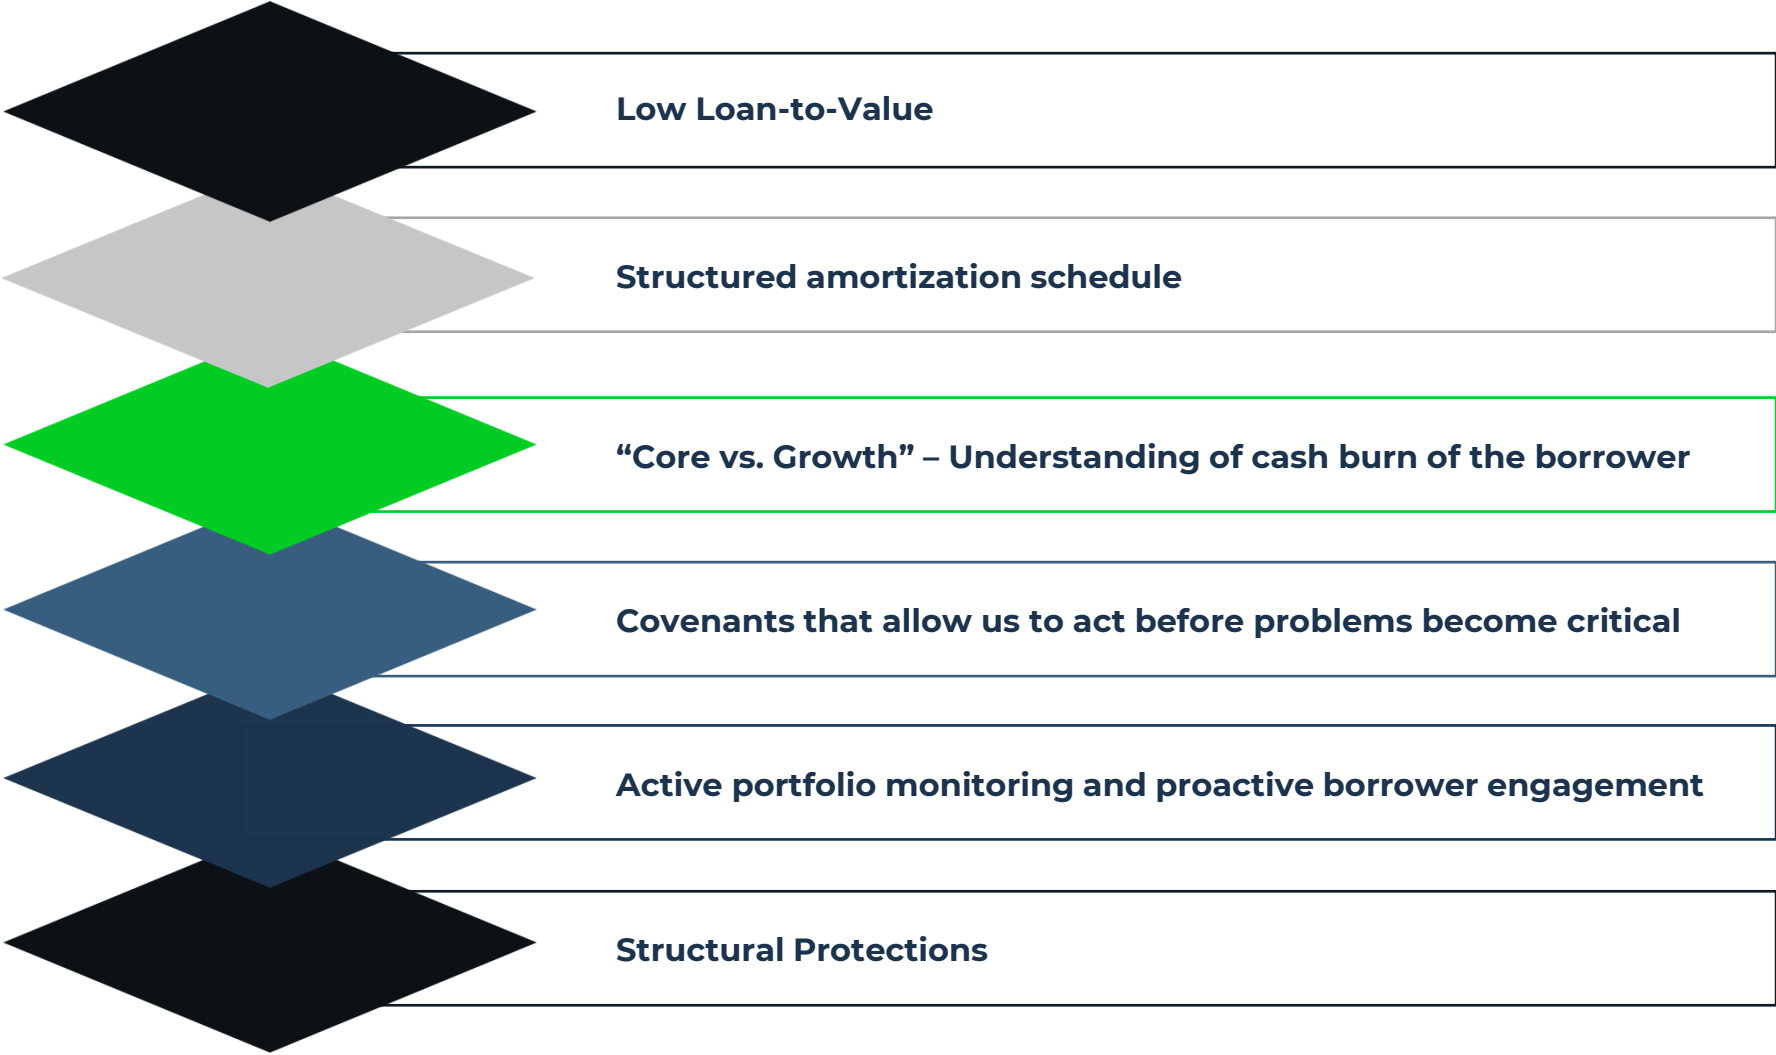 Low Loan-to-Value
Structured amortization schedule
“Core vs. Growth” – Understanding of cash burn of the borrower
Covenants that allow us to act before problems become critical
Active portfolio monitoring and proactive borrower engagement
Structural Protections